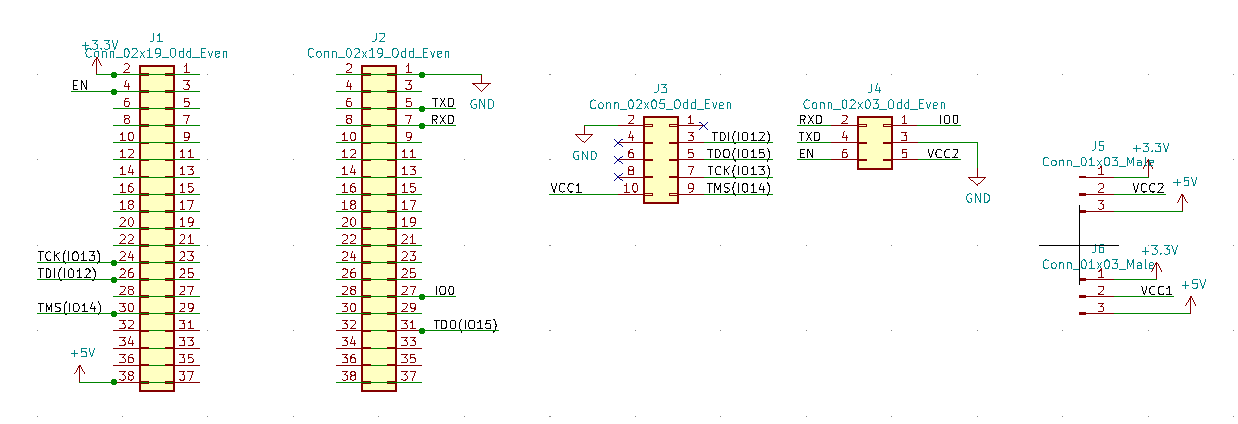 J1
+3.3V
Conn_02x19_Odd_Even
2 1
EN 4 3
6 5
8 7
10 9
12 11
14 13
16 15
18 17
20 19
22 21
TCK(IO13) 24 23
TDI(IO12) 26 25
28 27
TMS(IO14) 30 29
32 31
34 33
+5V
36 35
38 37
J2
Conn_02x19_Odd_Even
2 1
GND
4 3
6 5 TXD
8 7 RXD
10 9
12 11
14 13
16 15
18 17
20 19
22 21
24 23
26 25
28 27 IO0
30 29
32 31 TDO(IO15)
34 33
36 35
38 37
J3
Conn_02x05_Odd_Even
2 1
GND
4 3 TDI(IO12)
6 5 TDO(IO15)
8 7 TCK(IO13)
VCC1 10 9 TMS(IO14)
J4
Conn_02x03_Odd_Even
RXD 2 1 IO0
TXD 4 3
EN 6 5 VCC2
GND
J5
+3.3V
Conn_01x03_Male
1
2 VCC2
+5V
3
J6
+3.3V
Conn_01x03_Male
1
2 VCC1
+5V
3